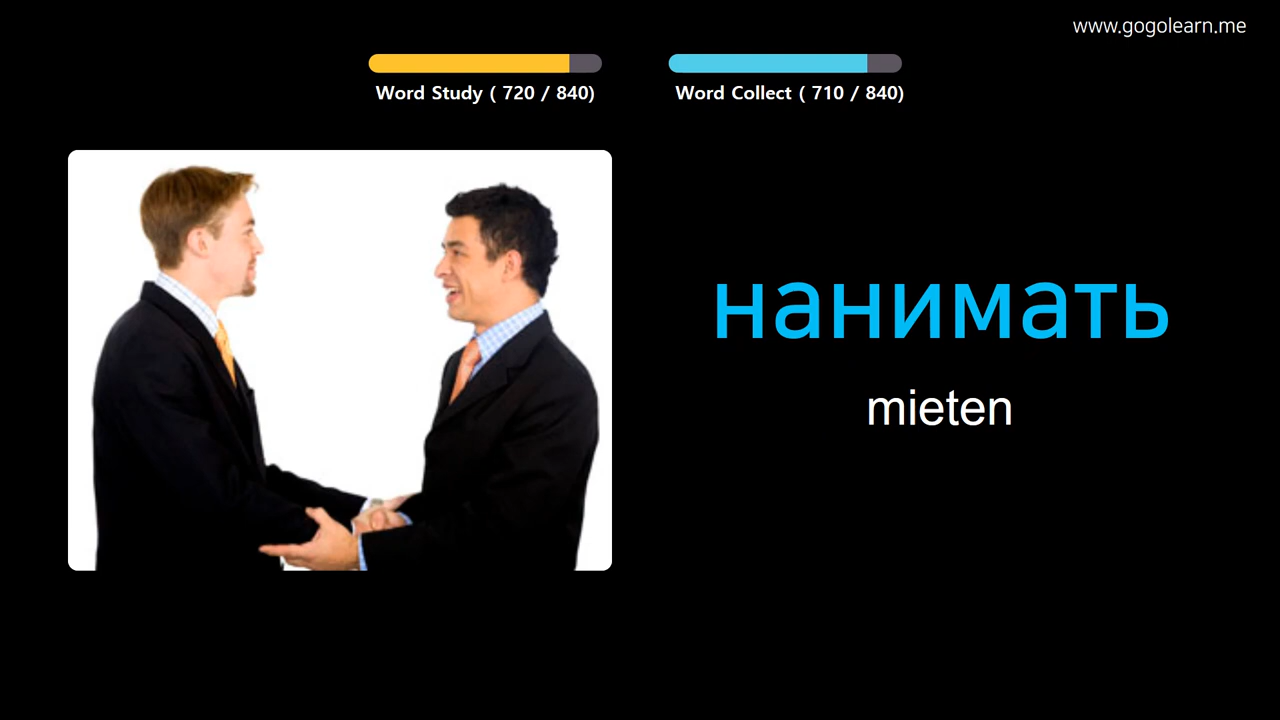 www.gogolearn.me
Word Study ( 720 / 840)
Word Collect ( 710 / 840)
нанимать
mieten